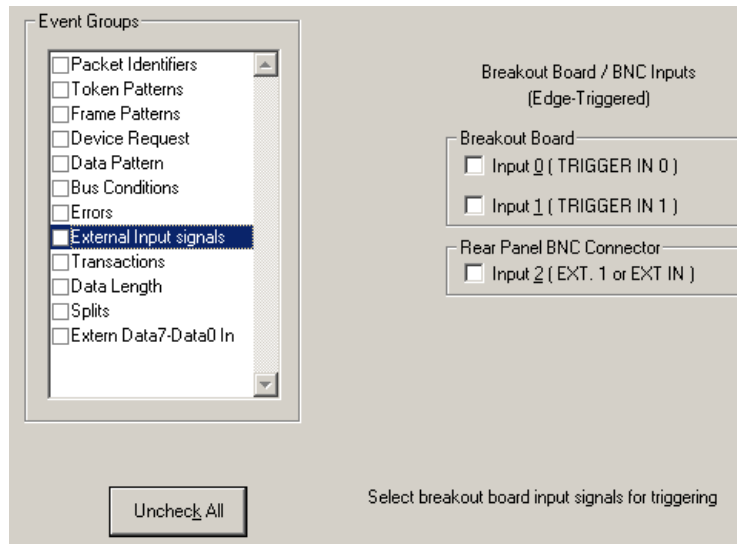 Event Groups
Packet Identifiers
Token Patterns
Frame Patterns
Device Request
Data Pattern
Bus Conditions
Errors
External Input signals
Transactions
Data Length
Splits
Extern Data7-Data0 In
Uncheck All
Breakout Board / BNC Inputs
(Edge-Triggered)
Breakout Board
Input 0 ( TRIGGER IN 0 )
Input 1 ( TRIGGER IN 1 )
Rear Panel BNC Connector
Input 2 ( EXT. 1 or EXT IN )
Select breakout board input signals for triggering